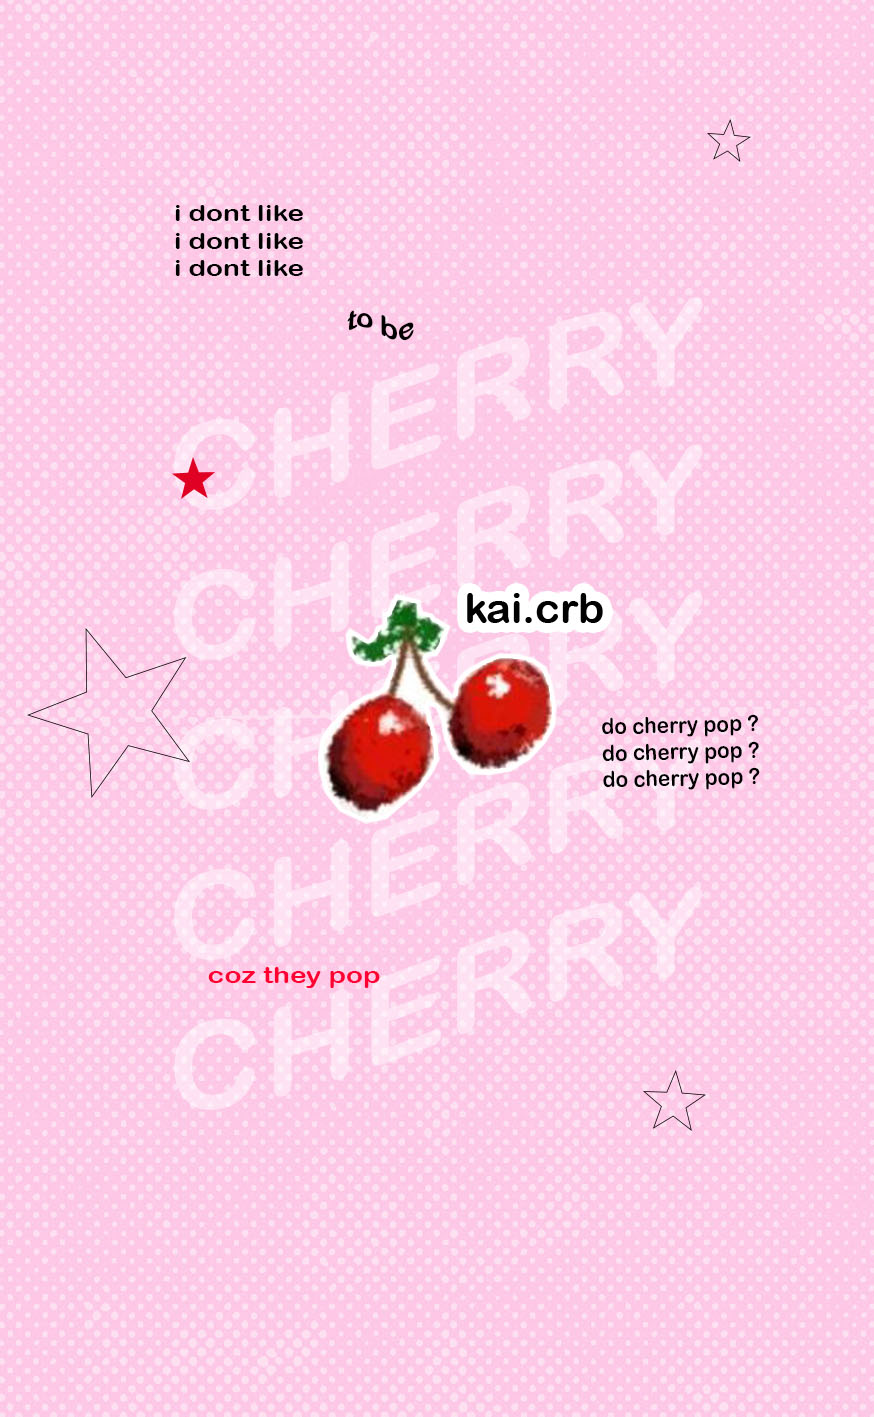 i dont like
i dont like
i dont like
to be
CHERRY
CHERRY
kai.crb
CHERRY
do cherry pop ?
do cherry pop ?
do cherry pop ?
CHERRY
coz they pop
CHERRY